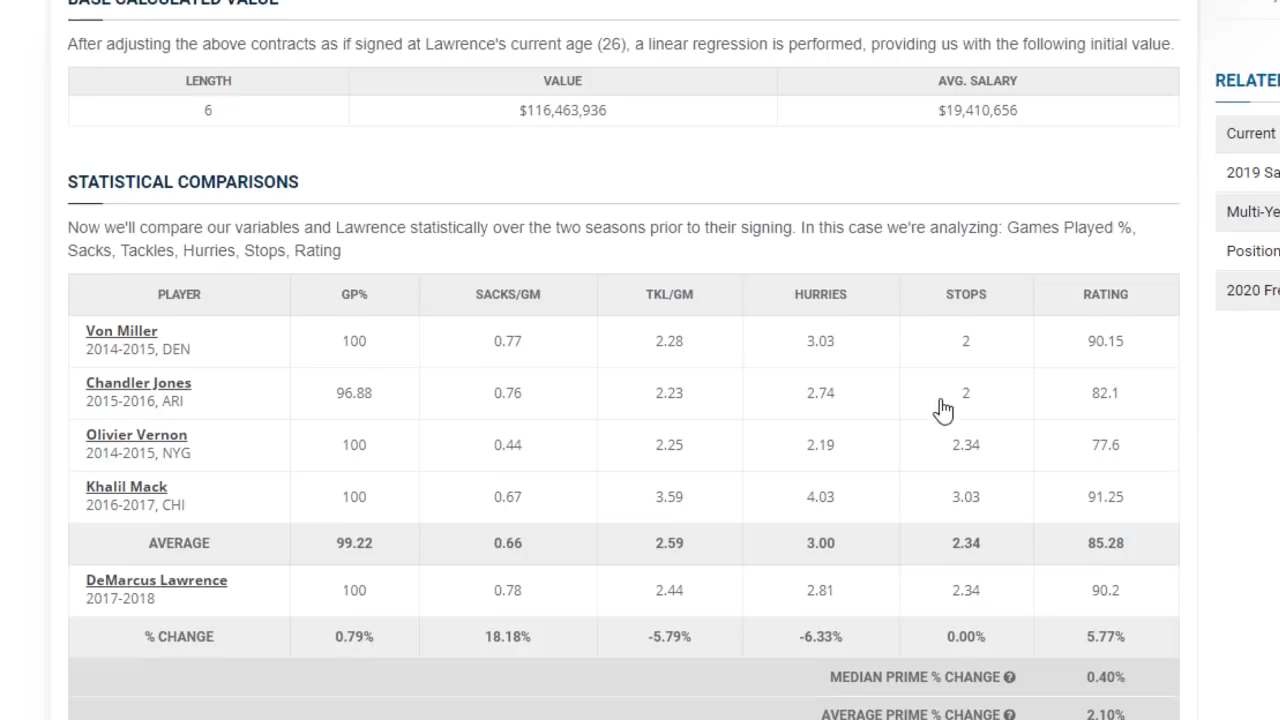 BASE CALCULATED VALUE
After adjusting the above contracts as if signed at Lawrence's current age (26), a linear regression is performed, providing us with the following initial value.
LENGTH VALUE AVG. SALARY
6 $116,463,936 $19,410,656
STATISTICAL COMPARISONS
Now we'll compare our variables and Lawrence statistically over the two seasons prior to their signing. In this case we're analyzing: Games Played %,
Sacks, Tackles, Hurries, Stops, Rating
PLAYER GP% SACKS/GM TKL/GM HURRIES STOPS RATING
Von Miller
2014-2015, DEN 100 0.77 2.28 3.03 2 90.15
Chandler Jones
2015-2016, ARI 96.88 0.76 2.23 2.74 2 82.1
Olivier Vernon
2014-2015, NYG 100 0.44 2.25 2.19 2.34 77.6
Khalil Mack
2016-2017, CHI 100 0.67 3.59 4.03 3.03 91.25
AVERAGE 99.22 0.66 2.59 3.00 2.34 85.28
DeMarcus Lawrence
2017-2018 100 0.78 2.44 2.81 2.34 90.2
% CHANGE 0.79% 18.18% -5.79% -6.33% 0.00% 5.77%
MEDIAN PRIME % CHANGE ? 0.40%
AVERAGE PRIME % CHANGE ? 2.10%
RELATE
Current
2019 Sa
Multi-Ye
Position
2020 Fre